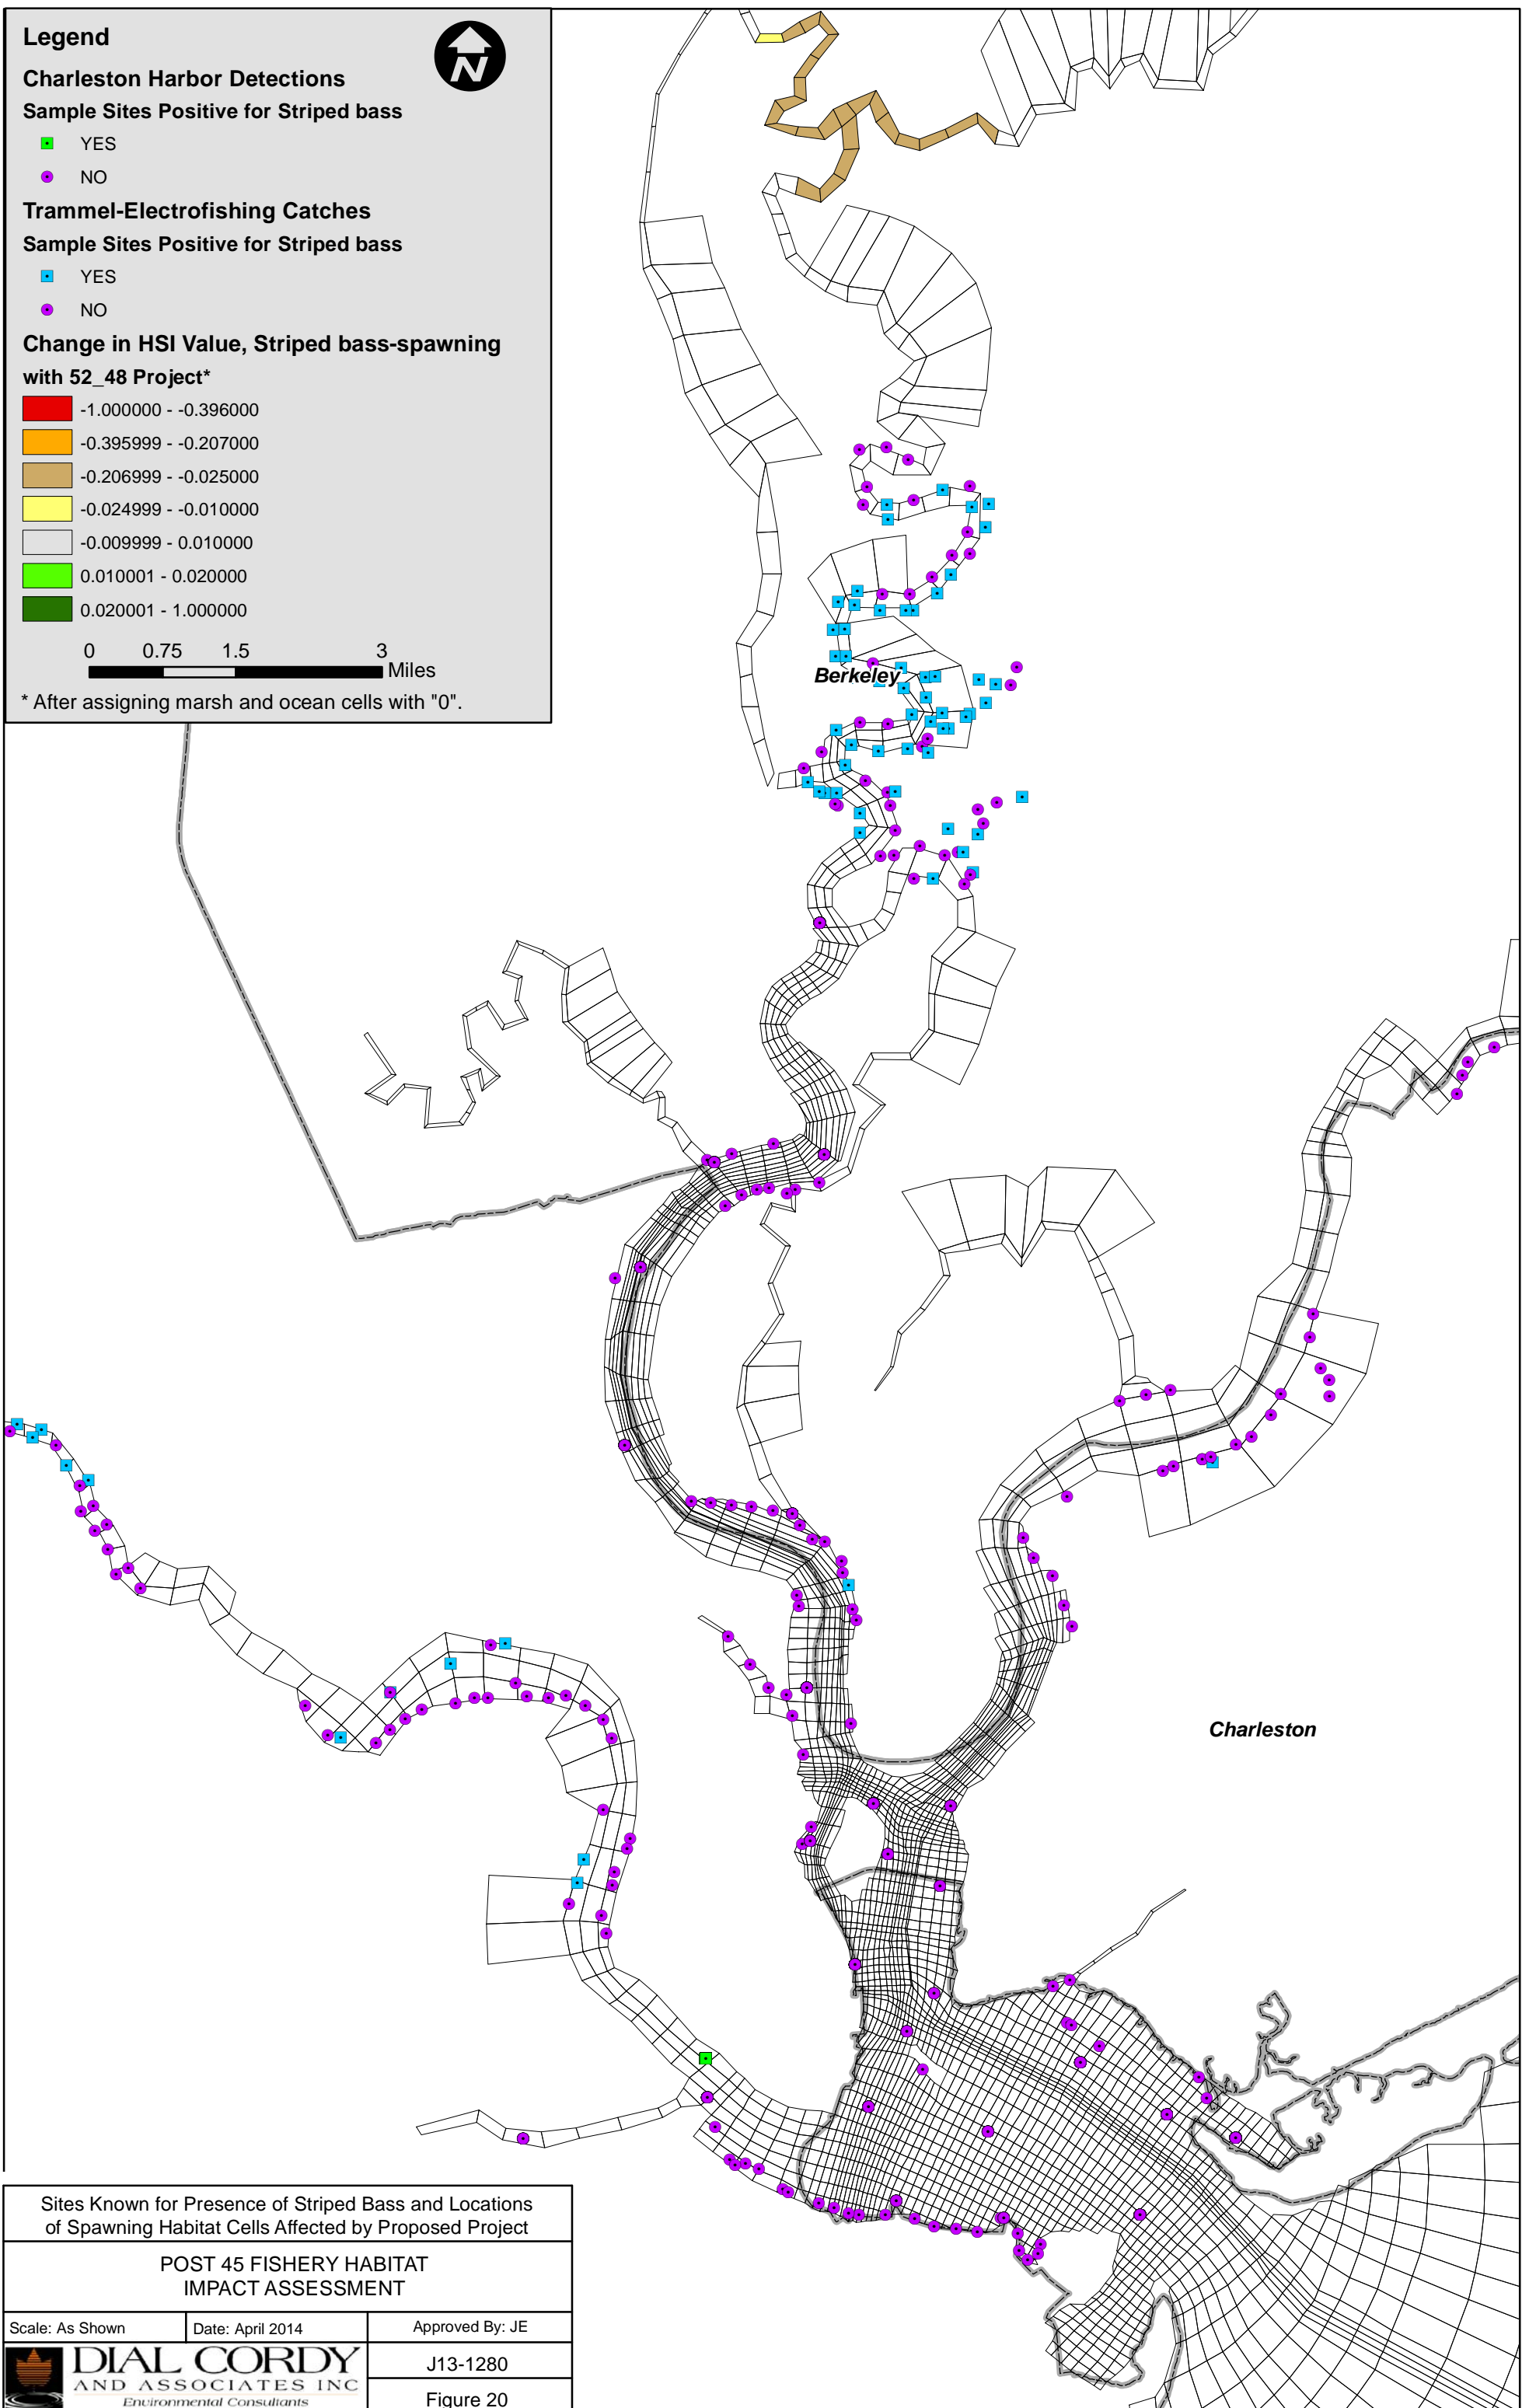 Legend
N
Charleston Harbor Detections
Sample Sites Positive for Striped bass
YES
NO
Trammel-Electrofishing Catches
Sample Sites Positive for Striped bass
YES
NO
Change in HSI Value, Striped bass-spawning
with 52_48 Project*
-1.000000 - -0.396000
-0.395999 - -0.207000
-0.206999 - -0.025000
-0.024999 - -0.010000
-0.009999 - 0.010000
0.010001 - 0.020000
0.020001 - 1.000000
0 0.75 1.5 3
Miles
* After assigning marsh and ocean cells with "0".
Berkeley
Charleston
Sites Known for Presence of Striped Bass and Locations
of Spawning Habitat Cells Affected by Proposed Project
POST 45 FISHERY HABITAT
IMPACT ASSESSMENT
Scale: As Shown
Date: April 2014
Approved By: JE
DIAL CORDY
AND ASSOCIATES INC
Environmental Consultants
J13-1280
Figure 20